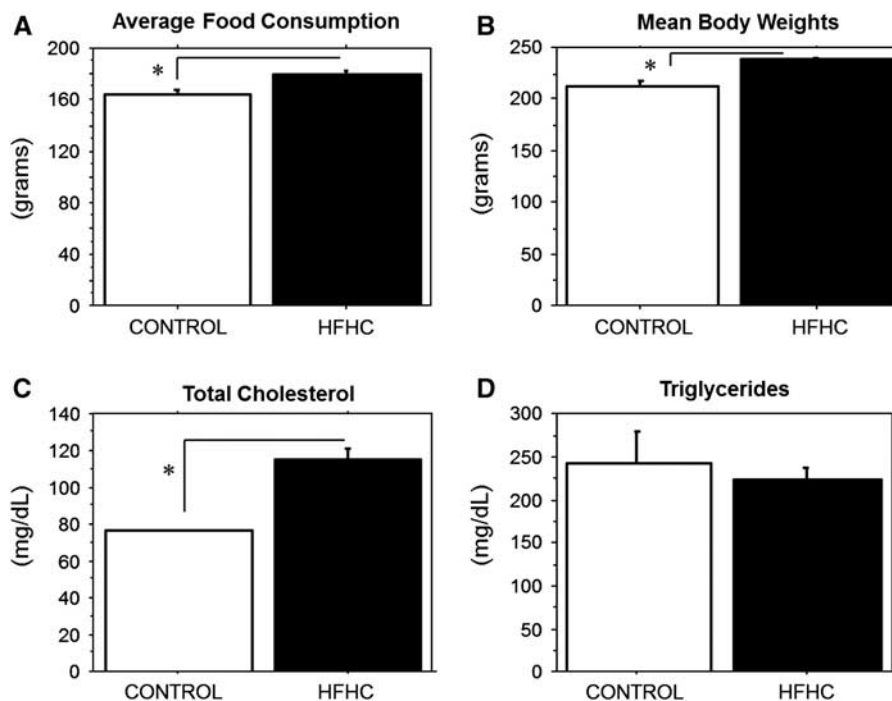 A
Average Food Consumption
200
160
120
80
40
0
(grams)
*
CONTROL HFHC
B
Mean Body Weights
250
200
150
100
50
0
(grams)
*
CONTROL HFHC
C
Total Cholesterol
140
120
100
80
60
40
20
0
(mg/dL)
*
CONTROL HFHC
D
Triglycerides
300
250
200
150
100
50
0
(mg/dL)
CONTROL HFHC